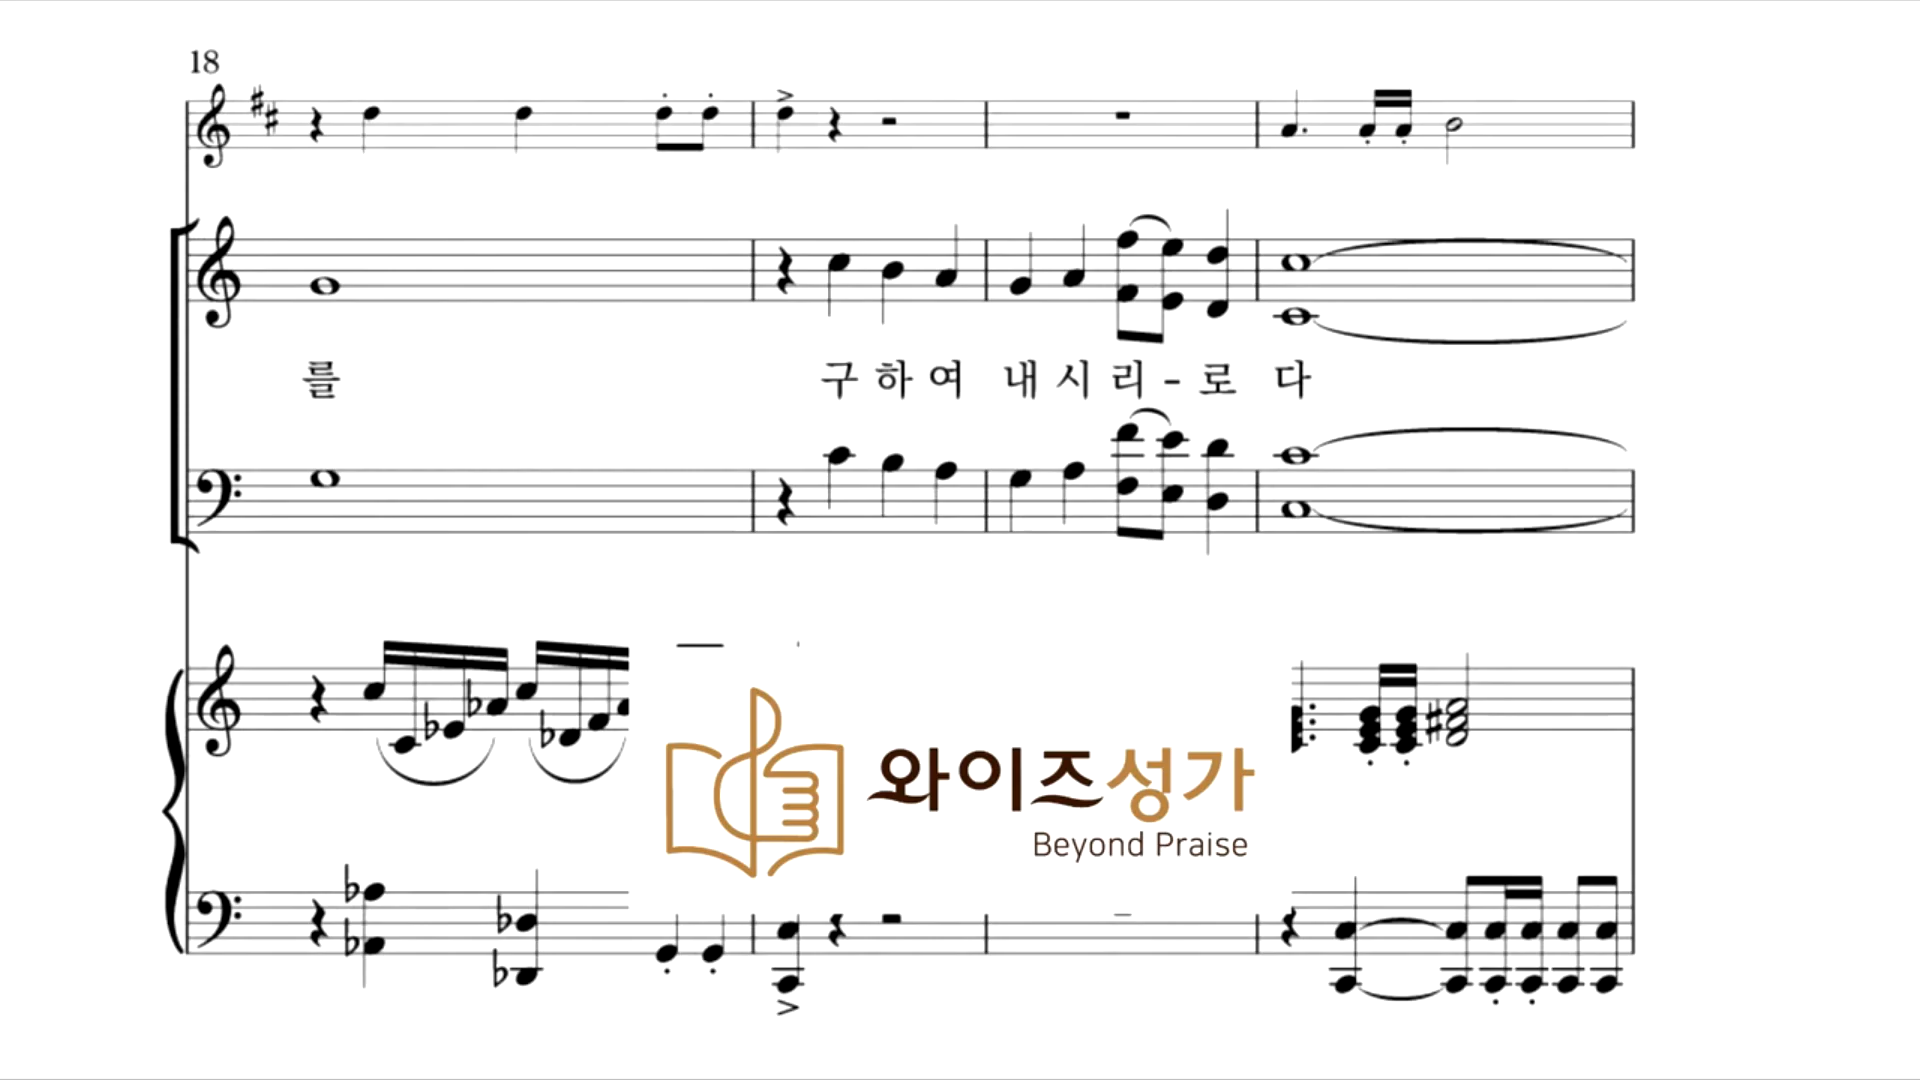 18
를 구 하 여 내 시 리 - 로 다
와이즈성가
Beyond Praise